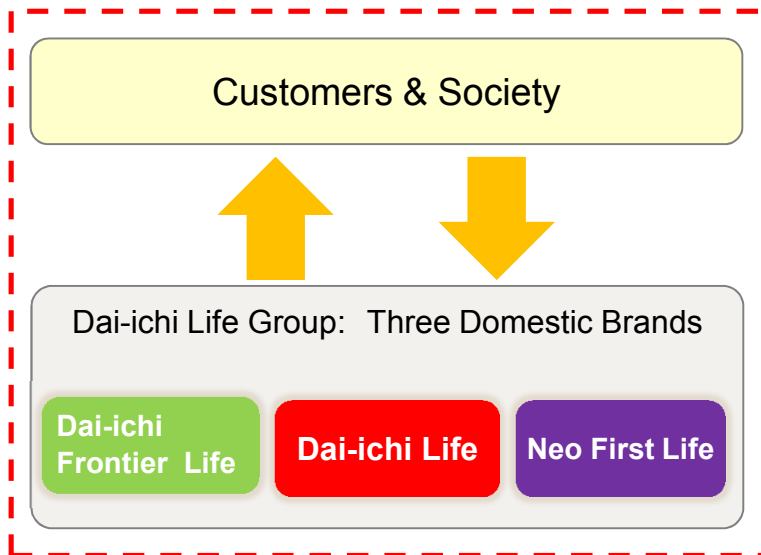 Customers & Society
Dai-ichi Life Group: Three Domestic Brands
Dai-ichi
Frontier Life
Dai-ichi Life
Neo First Life